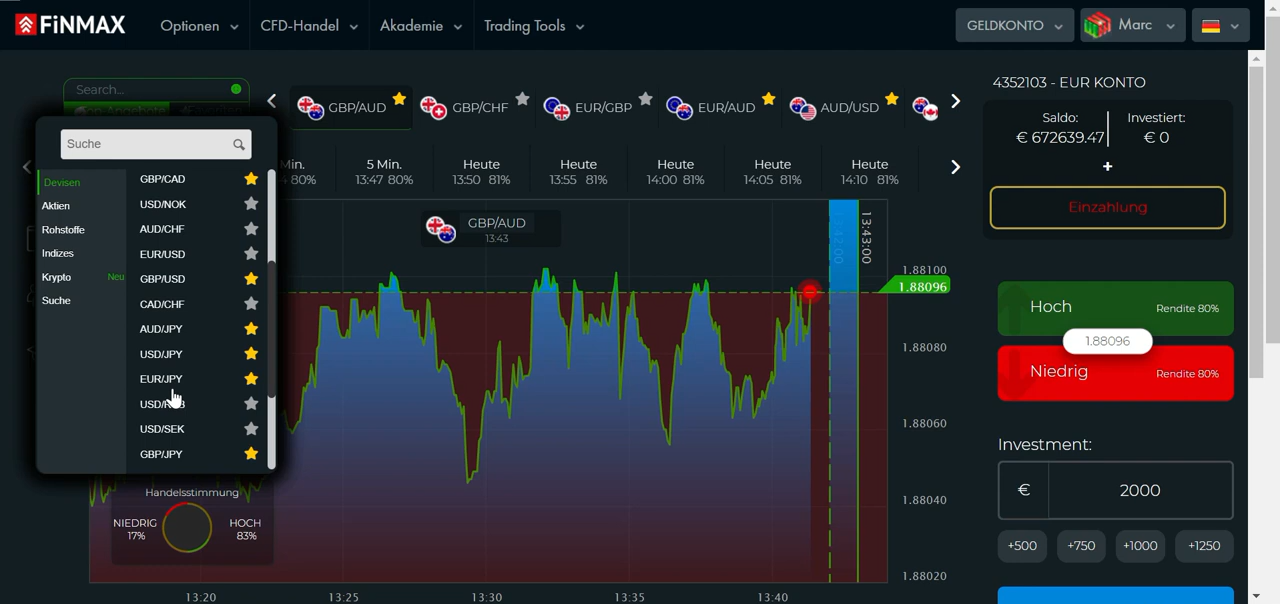 FiNMAX
Optionen
CFD-Handel
Akademie
Trading Tools
GELDKONTO
Marc
Search...
GBP/AUD
GBP/CHF
EUR/GBP
EUR/AUD
AUD/USD
Min.
80%
5 Min.
13:47 80%
Heute
13:50 81%
Heute
13:55 81%
Heute
14:00 81%
Heute
14:05 81%
Heute
14:10 81%
Suche
Devisen
Aktien
Rohstoffe
Indizes
Krypto Neu
Suche
GBP/CAD
USD/NOK
AUD/CHF
EUR/USD
GBP/USD
CAD/CHF
AUD/JPY
USD/JPY
EUR/JPY
USD/SEK
GBP/JPY
GBP/AUD
13:43
13:42:00
13:43:00
1.88100
1.88096
1.88080
1.88060
1.88040
1.88020
Handelsstimmung
NIEDRIG
17%
HOCH
83%
13:20
13:25
13:30
13:35
13:40
4352103 - EUR KONTO
Saldo:
€ 672639.47
Investiert:
€ 0
+
Einzahlung
Hoch
Rendite 80%
1.88096
Niedrig
Rendite 80%
Investment:
€
2000
+500
+750
+1000
+1250